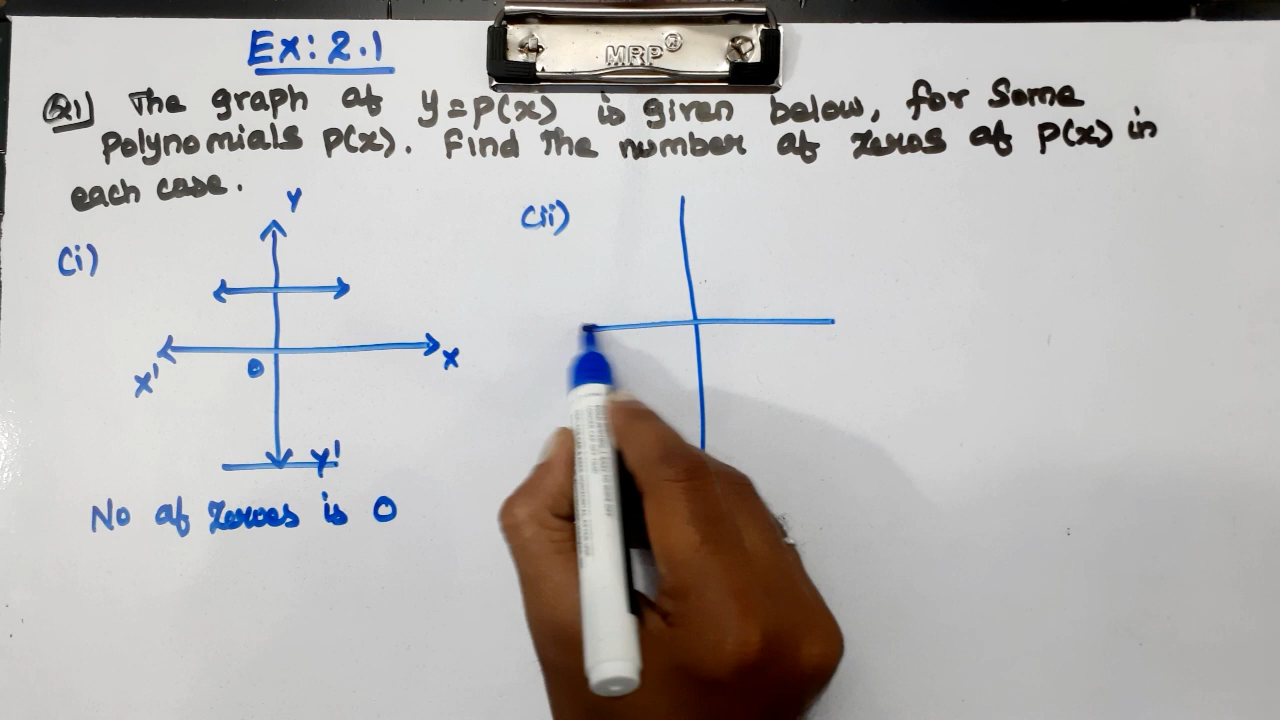 MRP®
Ex: 2.1
Q1) The graph of y=p(x) is given below, for some
polynomials p(x). Find the number of zeros of p(x) in
each case.
(i)
Y
X'
O
X
Y'
No of zeroes is 0
(ii)